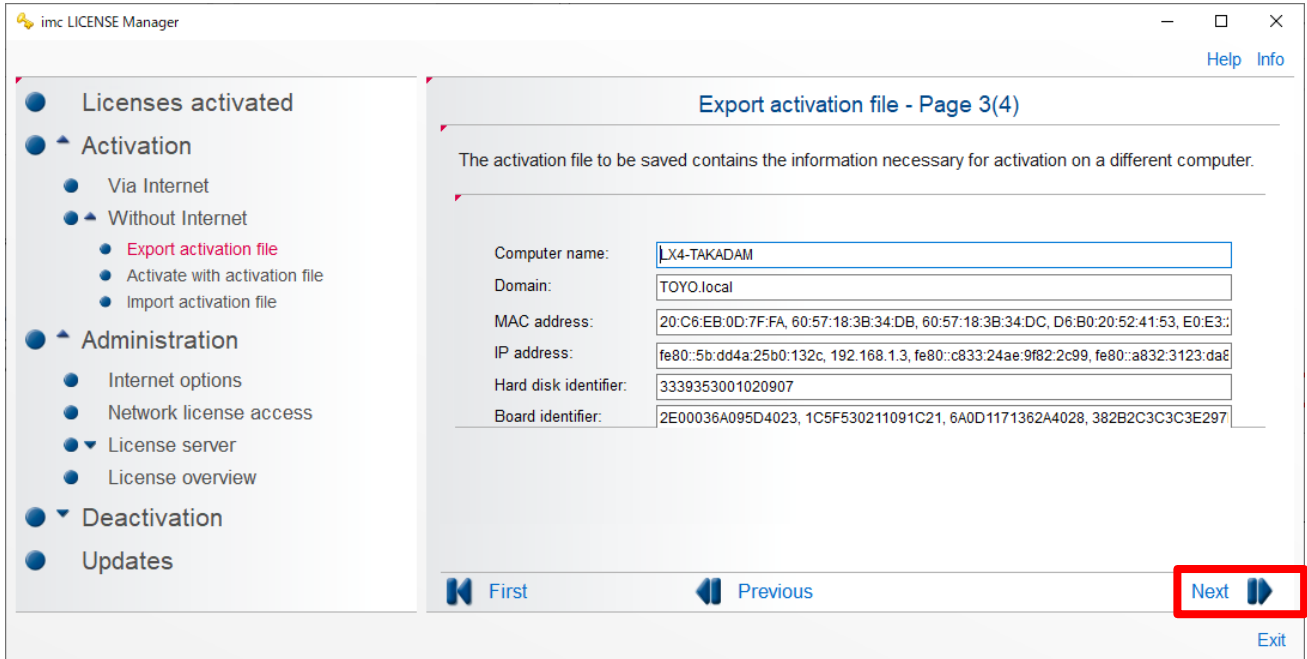 imc LICENSE Manager
Help Info
Licenses activated
Activation
Via Internet
Without Internet
Export activation file
Activate with activation file
Import activation file
Administration
Internet options
Network license access
License server
License overview
Deactivation
Updates
Export activation file - Page 3(4)
The activation file to be saved contains the information necessary for activation on a different computer.
Computer name: LX4-TAKADAM
Domain: TOYO.local
MAC address: 20:C6:EB:0D:7F:FA, 60:57:18:3B:34:DB, 60:57:18:3B:34:DC, D6:B0:20:52:41:53, E0:E3:
IP address: fe80::5b:dd4a:25b0:132c, 192.168.1.3, fe80::c833:24ae:9f82:2c99, fe80::a832:3123:da8
Hard disk identifier: 3339353001020907
Board identifier: 2E00036A095D4023, 1C5F530211091C21, 6A0D1171362A4028, 382B2C3C3C3E297
First Previous Next
Exit